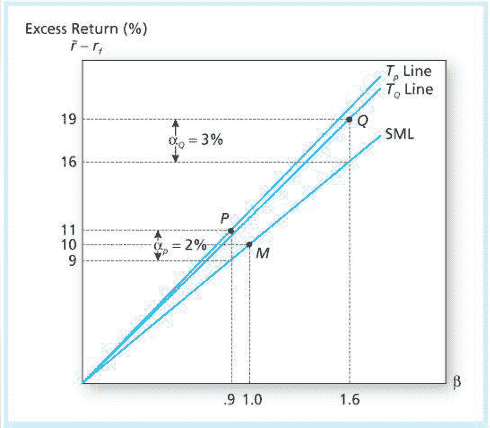 Excess Return (%)
r̄ – r_f
T_P Line
T_Q Line
19
Q
α_Q = 3%
SML
16
P
11
α_P = 2%
10
M
9
β
.9 1.0
1.6